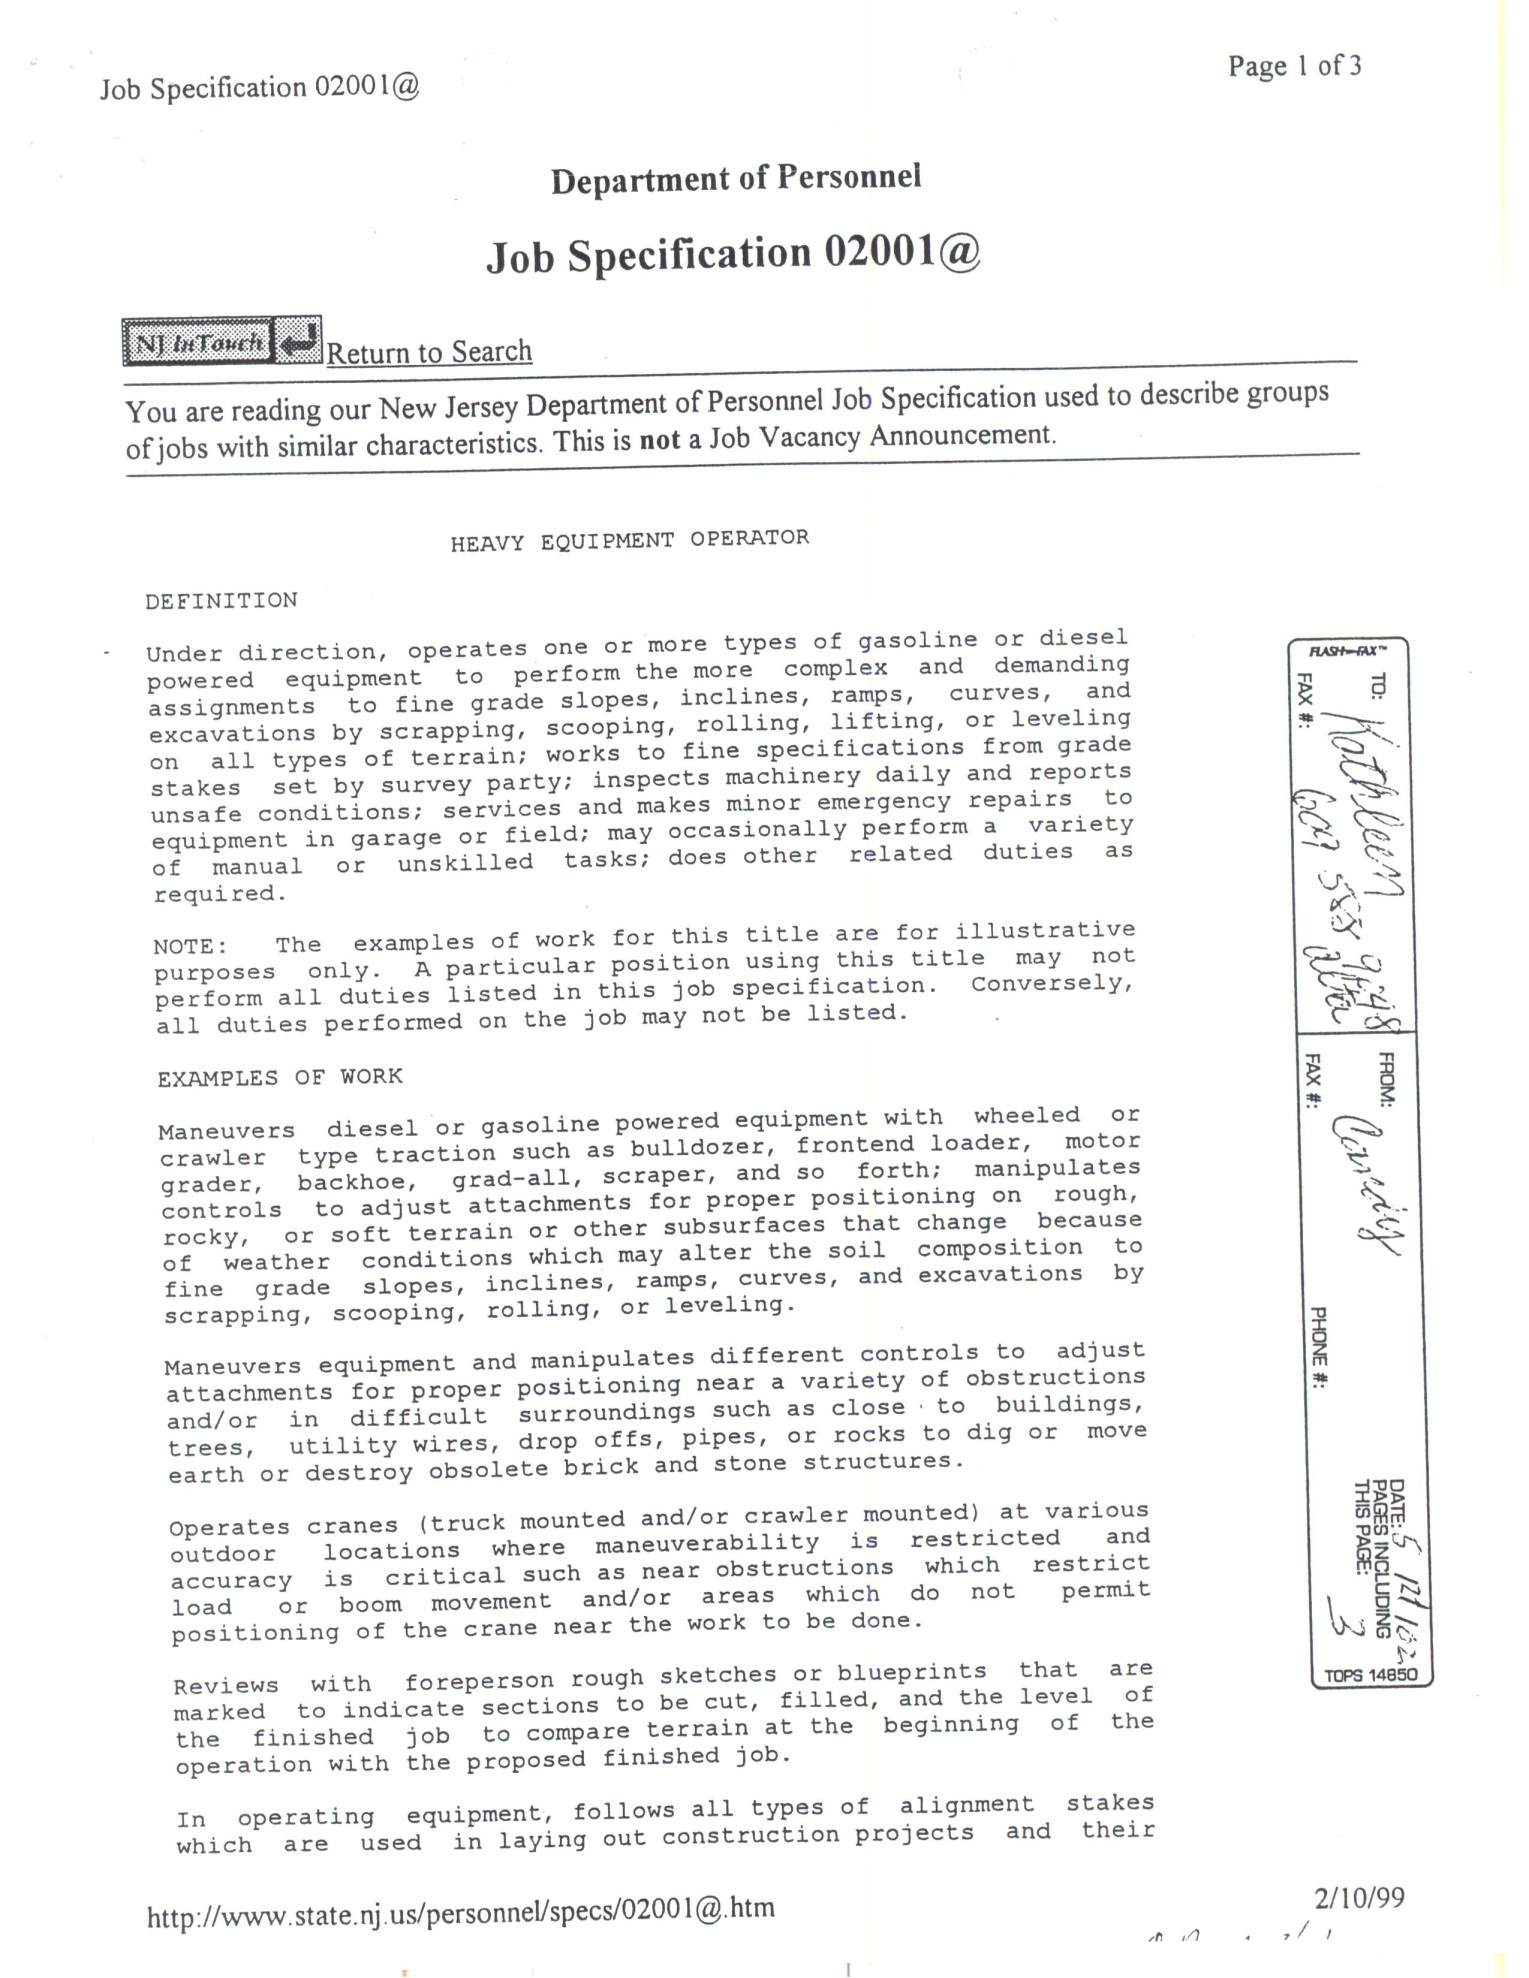 Job Specification 02001@
Page 1 of 3
Department of Personnel
Job Specification 02001@
NJ InTouch
Return to Search
You are reading our New Jersey Department of Personnel Job Specification used to describe groups
of jobs with similar characteristics. This is not a Job Vacancy Announcement.
HEAVY EQUIPMENT OPERATOR
DEFINITION
Under direction, operates one or more types of gasoline or diesel
powered equipment to perform the more complex and demanding
assignments to fine grade slopes, inclines, ramps, curves, and
excavations by scrapping, scooping, rolling, lifting, or leveling
on all types of terrain; works to fine specifications from grade
stakes set by survey party; inspects machinery daily and reports
unsafe conditions; services and makes minor emergency repairs to
equipment in garage or field; may occasionally perform a variety
of manual or unskilled tasks; does other related duties as
required.
NOTE: The examples of work for this title are for illustrative
purposes only. A particular position using this title may not
perform all duties listed in this job specification. Conversely,
all duties performed on the job may not be listed.
EXAMPLES OF WORK
Maneuvers diesel or gasoline powered equipment with wheeled or
crawler type traction such as bulldozer, frontend loader, motor
grader, backhoe, grad-all, scraper, and so forth; manipulates
controls to adjust attachments for proper positioning on rough,
rocky, or soft terrain or other subsurfaces that change because
of weather conditions which may alter the soil composition to
fine grade slopes, inclines, ramps, curves, and excavations by
scrapping, scooping, rolling, or leveling.
Maneuvers equipment and manipulates different controls to adjust
attachments for proper positioning near a variety of obstructions
and/or in difficult surroundings such as close to buildings,
trees, utility wires, drop offs, pipes, or rocks to dig or move
earth or destroy obsolete brick and stone structures.
Operates cranes (truck mounted and/or crawler mounted) at various
outdoor locations where maneuverability is restricted and
accuracy is critical such as near obstructions which restrict
load or boom movement and/or areas which do not permit
positioning of the crane near the work to be done.
Reviews with foreperson rough sketches or blueprints that are
marked to indicate sections to be cut, filled, and the level of
the finished job to compare terrain at the beginning of the
operation with the proposed finished job.
In operating equipment, follows all types of alignment stakes
which are used in laying out construction projects and their
http://www.state.nj.us/personnel/specs/02001@.htm
2/10/99
FLASH-FAX™
TO: Kathleen
FAX #: 609 588
FROM:
FAX #:
PHONE #:
DATE: 5
PAGES INCLUDING
THIS PAGE: 3
TOPS 14850